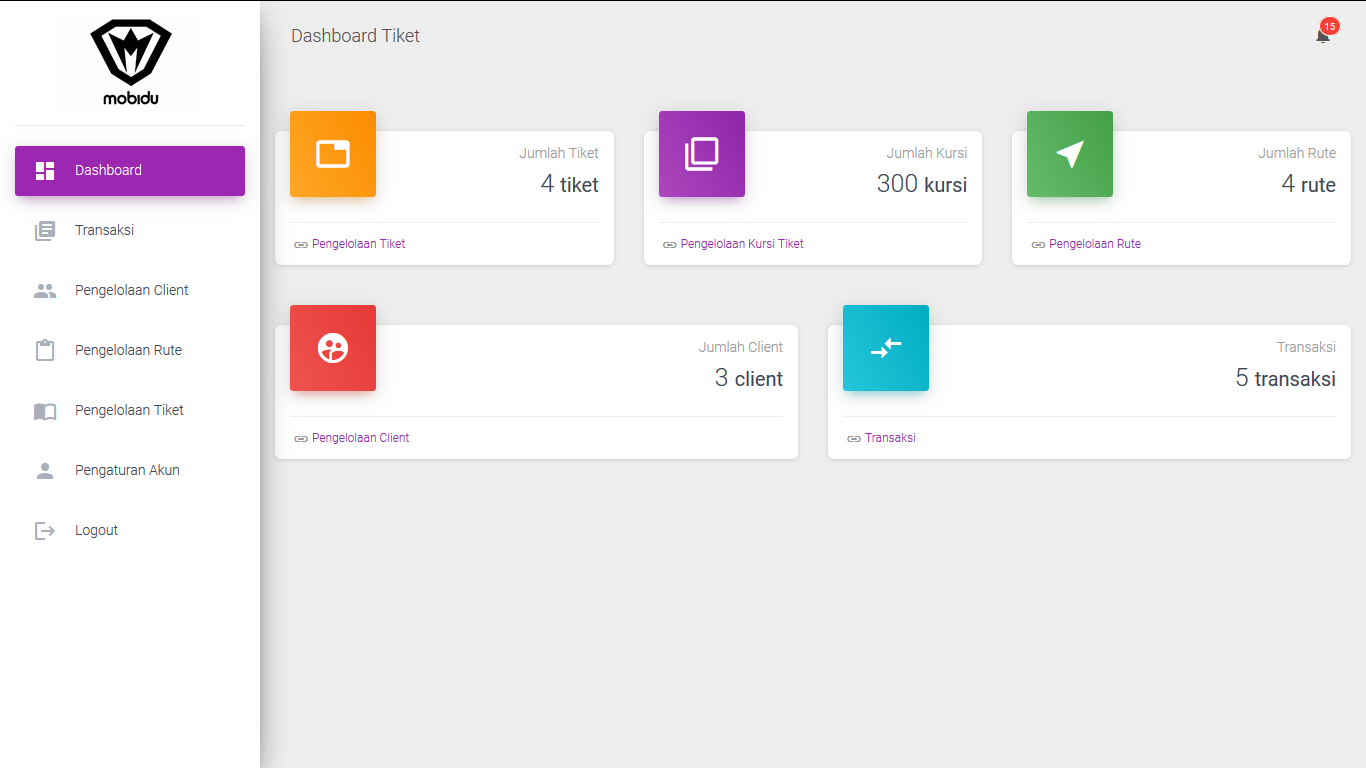 mobidu
Dashboard
Transaksi
Pengelolaan Client
Pengelolaan Rute
Pengelolaan Tiket
Pengaturan Akun
Logout
Dashboard Tiket
15
Jumlah Tiket
4 tiket
Pengelolaan Tiket
Jumlah Kursi
300 kursi
Pengelolaan Kursi Tiket
Jumlah Rute
4 rute
Pengelolaan Rute
Jumlah Client
3 client
Pengelolaan Client
Transaksi
5 transaksi
Transaksi